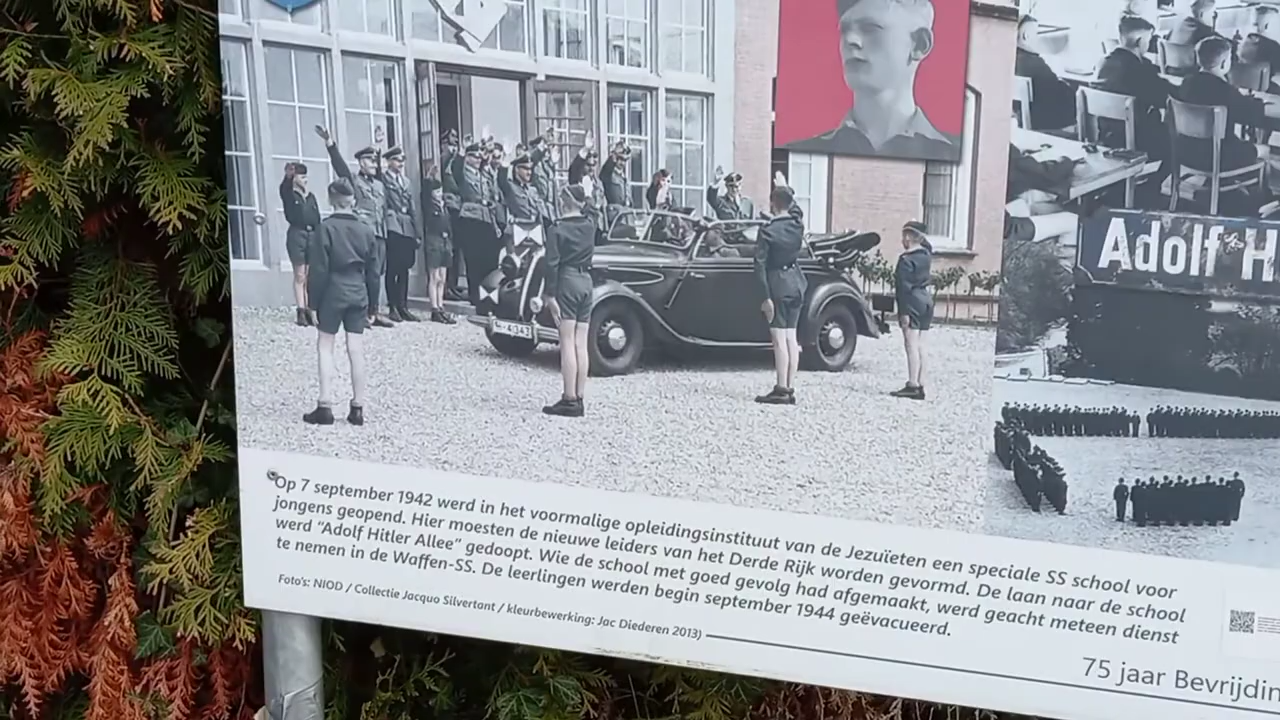 Adolf H
4343
Op 7 september 1942 werd in het voormalige opleidingsinstituut van de Jezuïeten een speciale SS school voor
jongens geopend. Hier moesten de nieuwe leiders van het Derde Rijk worden gevormd. De laan naar de school
werd “Adolf Hitler Allee” gedoopt. Wie de school met goed gevolg had afgemaakt, werd geacht meteen dienst
te nemen in de Waffen-SS. De leerlingen werden begin september 1944 geëvacueerd.
Foto's: NIOD / Collectie Jacquo Silvertant / kleurbewerking: Jac Diederen 2013)
75 jaar Bevrijdin